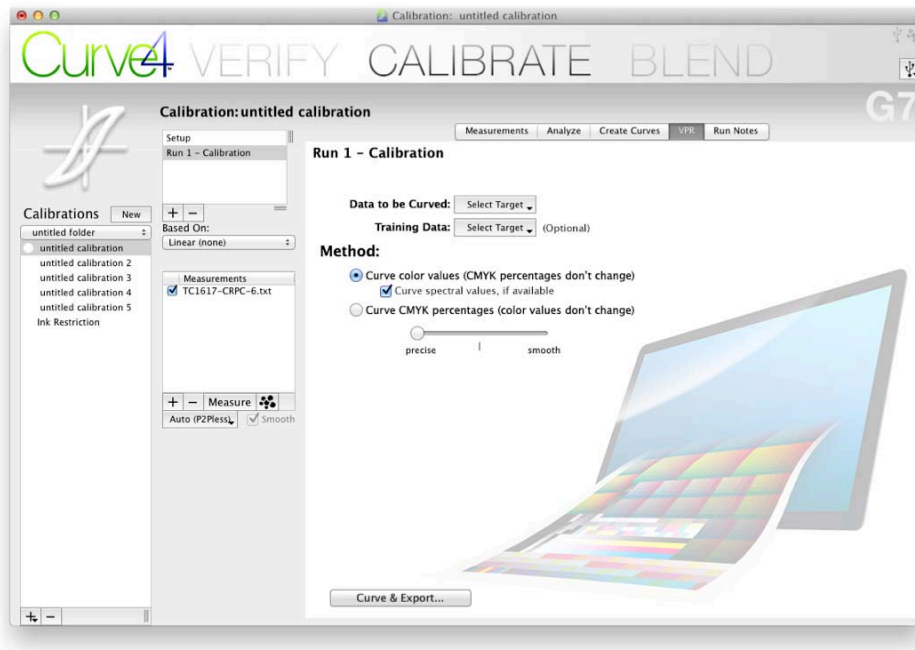 Calibration: untitled calibration
Curve4 VERIFY CALIBRATE BLEND
G7
Calibration: untitled calibration
Measurements Analyze Create Curves VPR Run Notes
Setup
Run 1 – Calibration
Run 1 – Calibration
Data to be Curved: Select Target
Training Data: Select Target (Optional)
Calibrations New
+ −
untitled folder
Based On:
Linear (none)
Method:
untitled calibration
untitled calibration 2
untitled calibration 3
untitled calibration 4
untitled calibration 5
Ink Restriction
Measurements
TC1617-CRPC-6.txt
Curve color values (CMYK percentages don't change)
Curve spectral values, if available
Curve CMYK percentages (color values don't change)
precise smooth
+ − Measure
Auto (P2Pless) Smooth
Curve & Export...
+ −